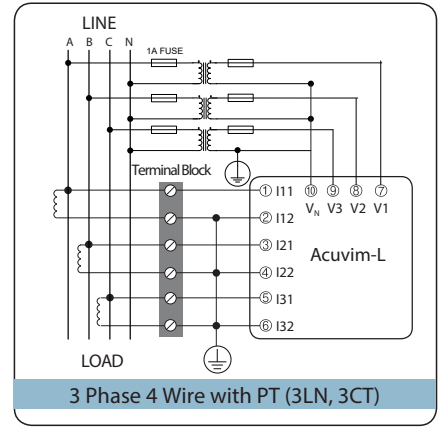 LINE
A B C N
1A FUSE
Terminal Block
① I11
② I12
③ I21
④ I22
⑤ I31
⑥ I32
⑩ ⑨ ⑧ ⑦
VN V3 V2 V1
Acuvim-L
LOAD
3 Phase 4 Wire with PT (3LN, 3CT)